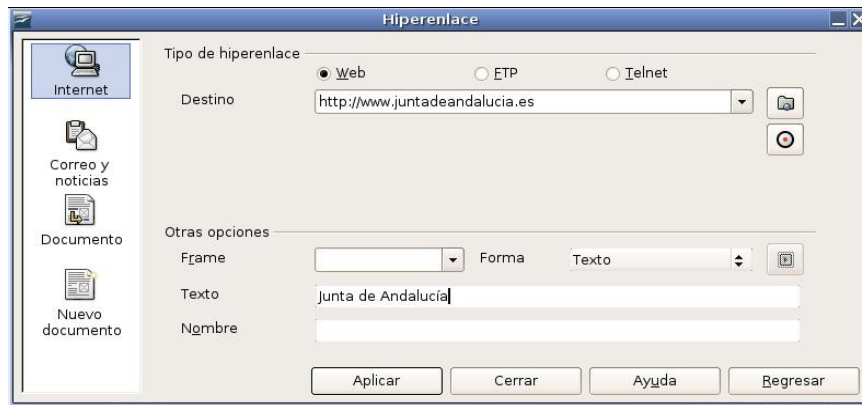 Hiperenlace
Internet
Correo y
noticias
Documento
Nuevo
documento
Tipo de hiperenlace
Web FTP Telnet
Destino http://www.juntadeandalucia.es
Otras opciones
Frame Forma Texto
Texto Junta de Andalucía
Nombre
Aplicar Cerrar Ayuda Regresar